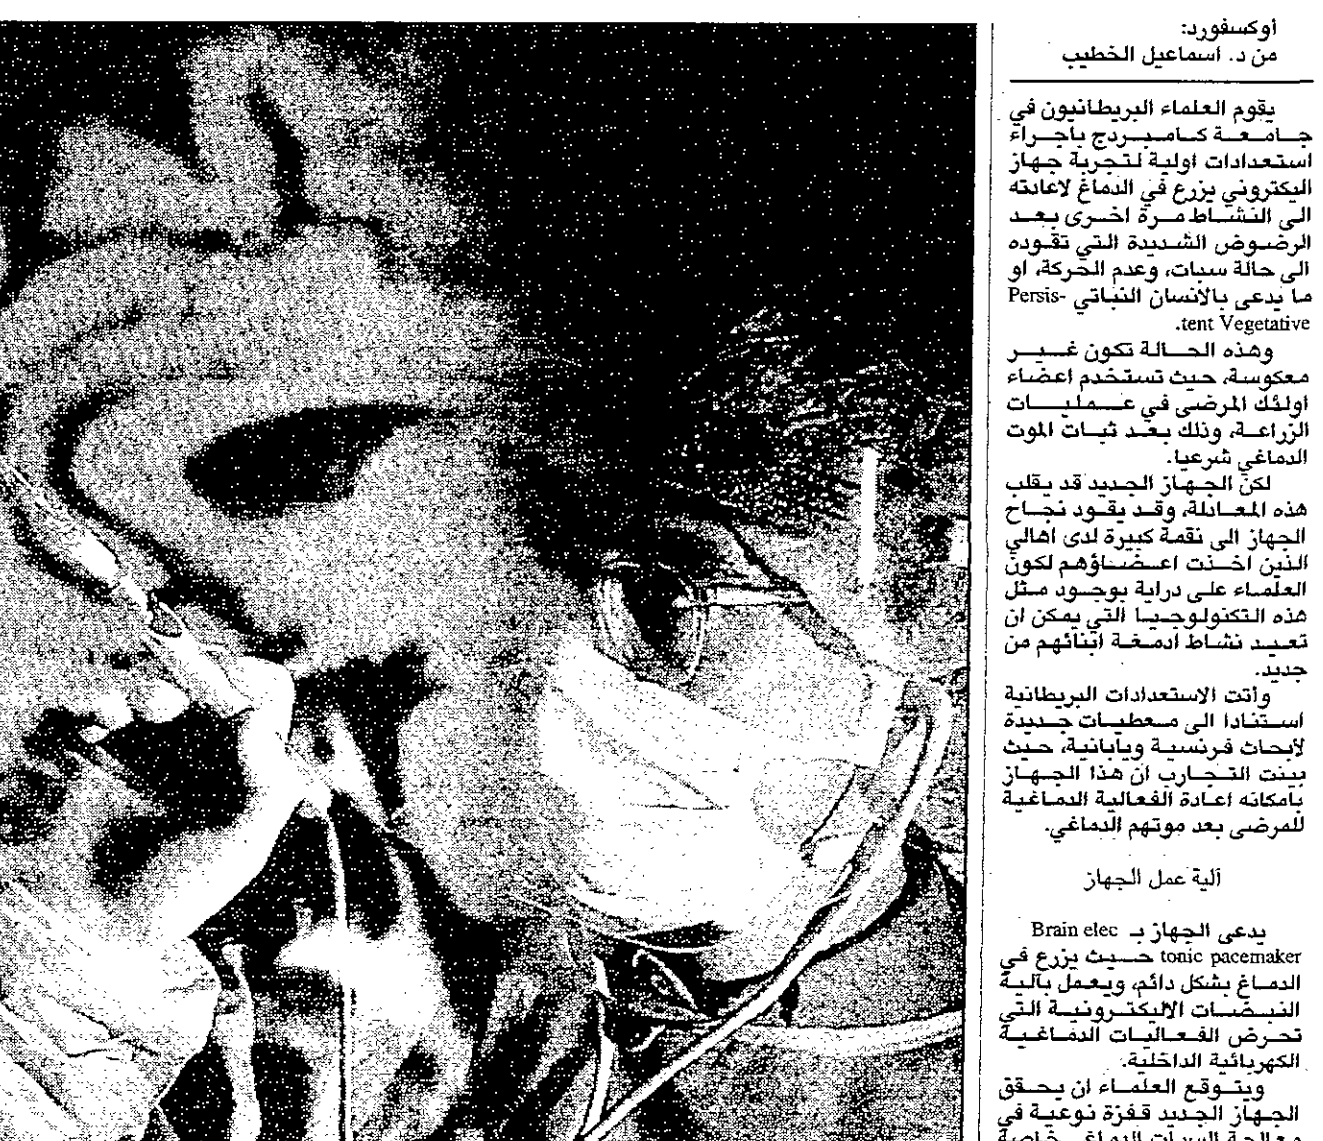 أوكسفورد:
من د. اسماعيل الخطيب
يقوم العلماء البريطانيون في
جامعة كامبردج باجراء
استعدادات اولية لتجربة جهاز
اليكتروني يزرع في الدماغ لاعادته
الى النشاط مرة اخرى بعد
الرضوض الشديدة التي تقوده
الى حالة سبات، وعدم الحركة، او
ما يدعى بالانسان النباتي Persis-
tent Vegetative.
وهذه الحالة تكون غير
معكوسة، حيث تستخدم اعضاء
اولئك المرضى في عمليات
الزراعة، وذلك بعد ثبات الموت
الدماغي شرعيا.
لكن الجهاز الجديد قد يقلب
هذه المعادلة، وقد يقود نجاح
الجهاز الى نقمة كبيرة لدى اهالي
الذين اخذت اعضاؤهم لكون
العلماء على دراية بوجود مثل
هذه التكنولوجيا التي يمكن ان
تعيد نشاط ادمغة ابنائهم من
جديد.
وأتت الاستعدادات البريطانية
استنادا الى معطيات جديدة
لأبحاث فرنسية ويابانية، حيث
بينت التجارب ان هذا الجهاز
بامكانه اعادة الفعالية الدماغية
للمرضى بعد موتهم الدماغي.
آلية عمل الجهاز
يدعى الجهاز بـ Brain elec
tonic pacemaker حيث يزرع في
الدماغ بشكل دائم، ويعمل بآلية
النبضات الاليكترونية التي
تحرض الفعاليات الدماغية
الكهربائية الداخلية.
ويتوقع العلماء ان يحقق
الجهاز الجديد قفزة نوعية في
معالجة السبات الدماغي خاصة